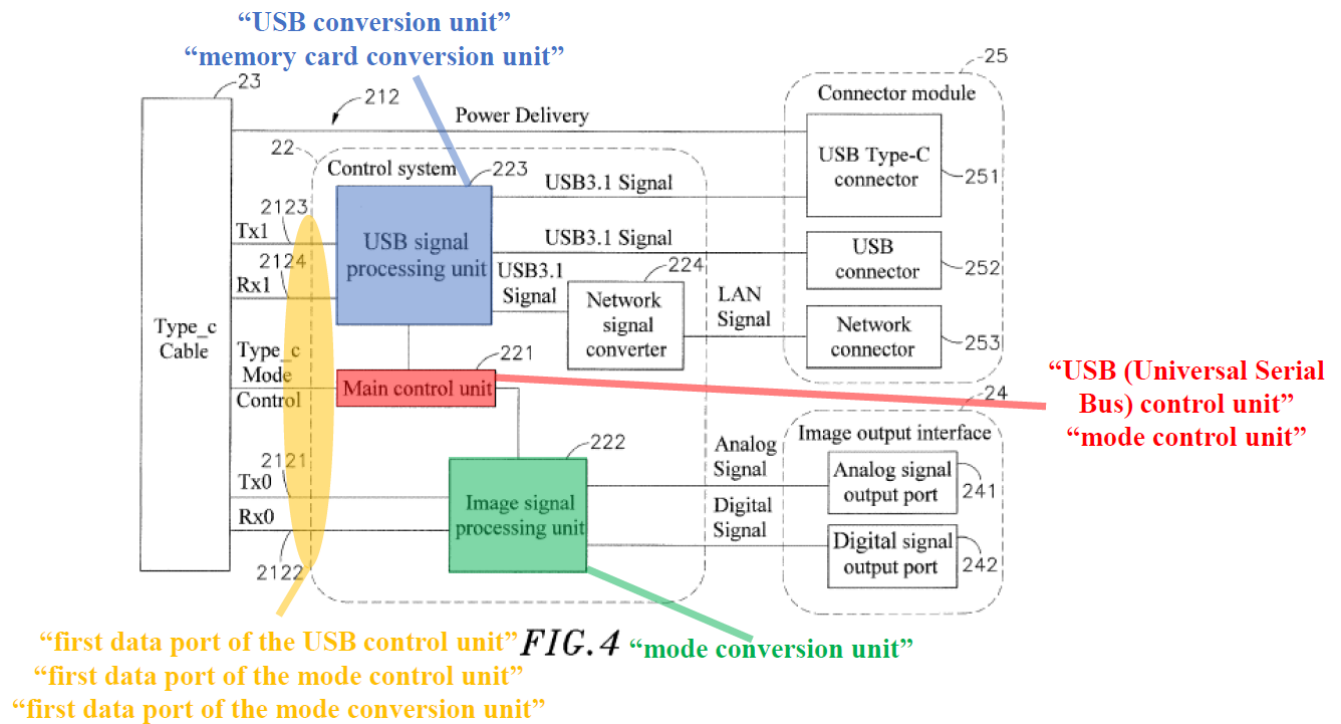 “USB conversion unit”
“memory card conversion unit”
23
212
Power Delivery
25
Connector module
USB Type-C
connector
251
22
Control system
223
USB3.1 Signal
Tx1
2123
USB signal
processing unit
USB3.1 Signal
USB
connector
252
2124
Rx1
USB3.1
Signal
224
Network
signal
converter
LAN
Signal
Network
connector
253
Type_c
Cable
Type_c
Mode
Control
221
Main control unit
“USB (Universal Serial
Bus) control unit”
“mode control unit”
24
Image output interface
222
Analog
Signal
Analog signal
output port
241
2121
Tx0
Image signal
processing unit
Digital
Signal
Rx0
Digital signal
output port
242
2122
“first data port of the USB control unit”
“first data port of the mode control unit”
“first data port of the mode conversion unit”
FIG.4
“mode conversion unit”